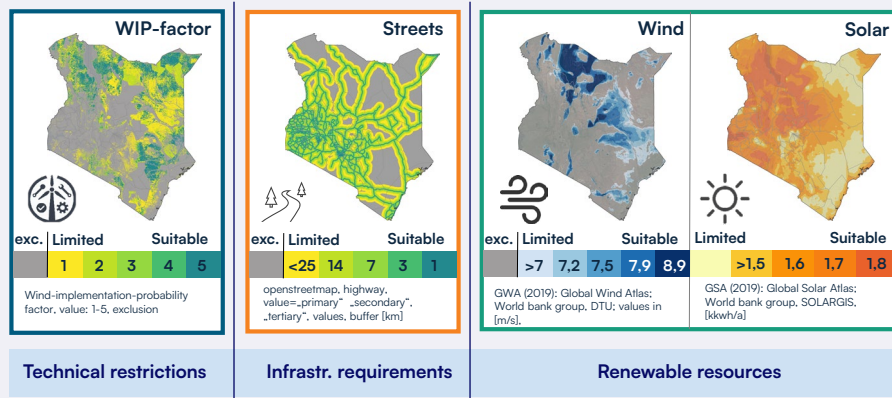 WIP-factor
exc. Limited Suitable
1 2 3 4 5
Wind-implementation-probability
factor, value: 1-5, exclusion
Technical restrictions
Streets
exc. Limited Suitable
<25 14 7 3 1
openstreetmap, highway,
value=„primary“ „secondary“,
„tertiary“, values, buffer [km]
Infrastr. requirements
Wind
exc. Limited Suitable
>7 7,2 7,5 7,9 8,9
GWA (2019): Global Wind Atlas;
World bank group, DTU; values in
[m/s],
Solar
Limited Suitable
>1,5 1,6 1,7 1,8
GSA (2019): Global Solar Atlas;
World bank group, SOLARGIS,
[kkwh/a]
Renewable resources